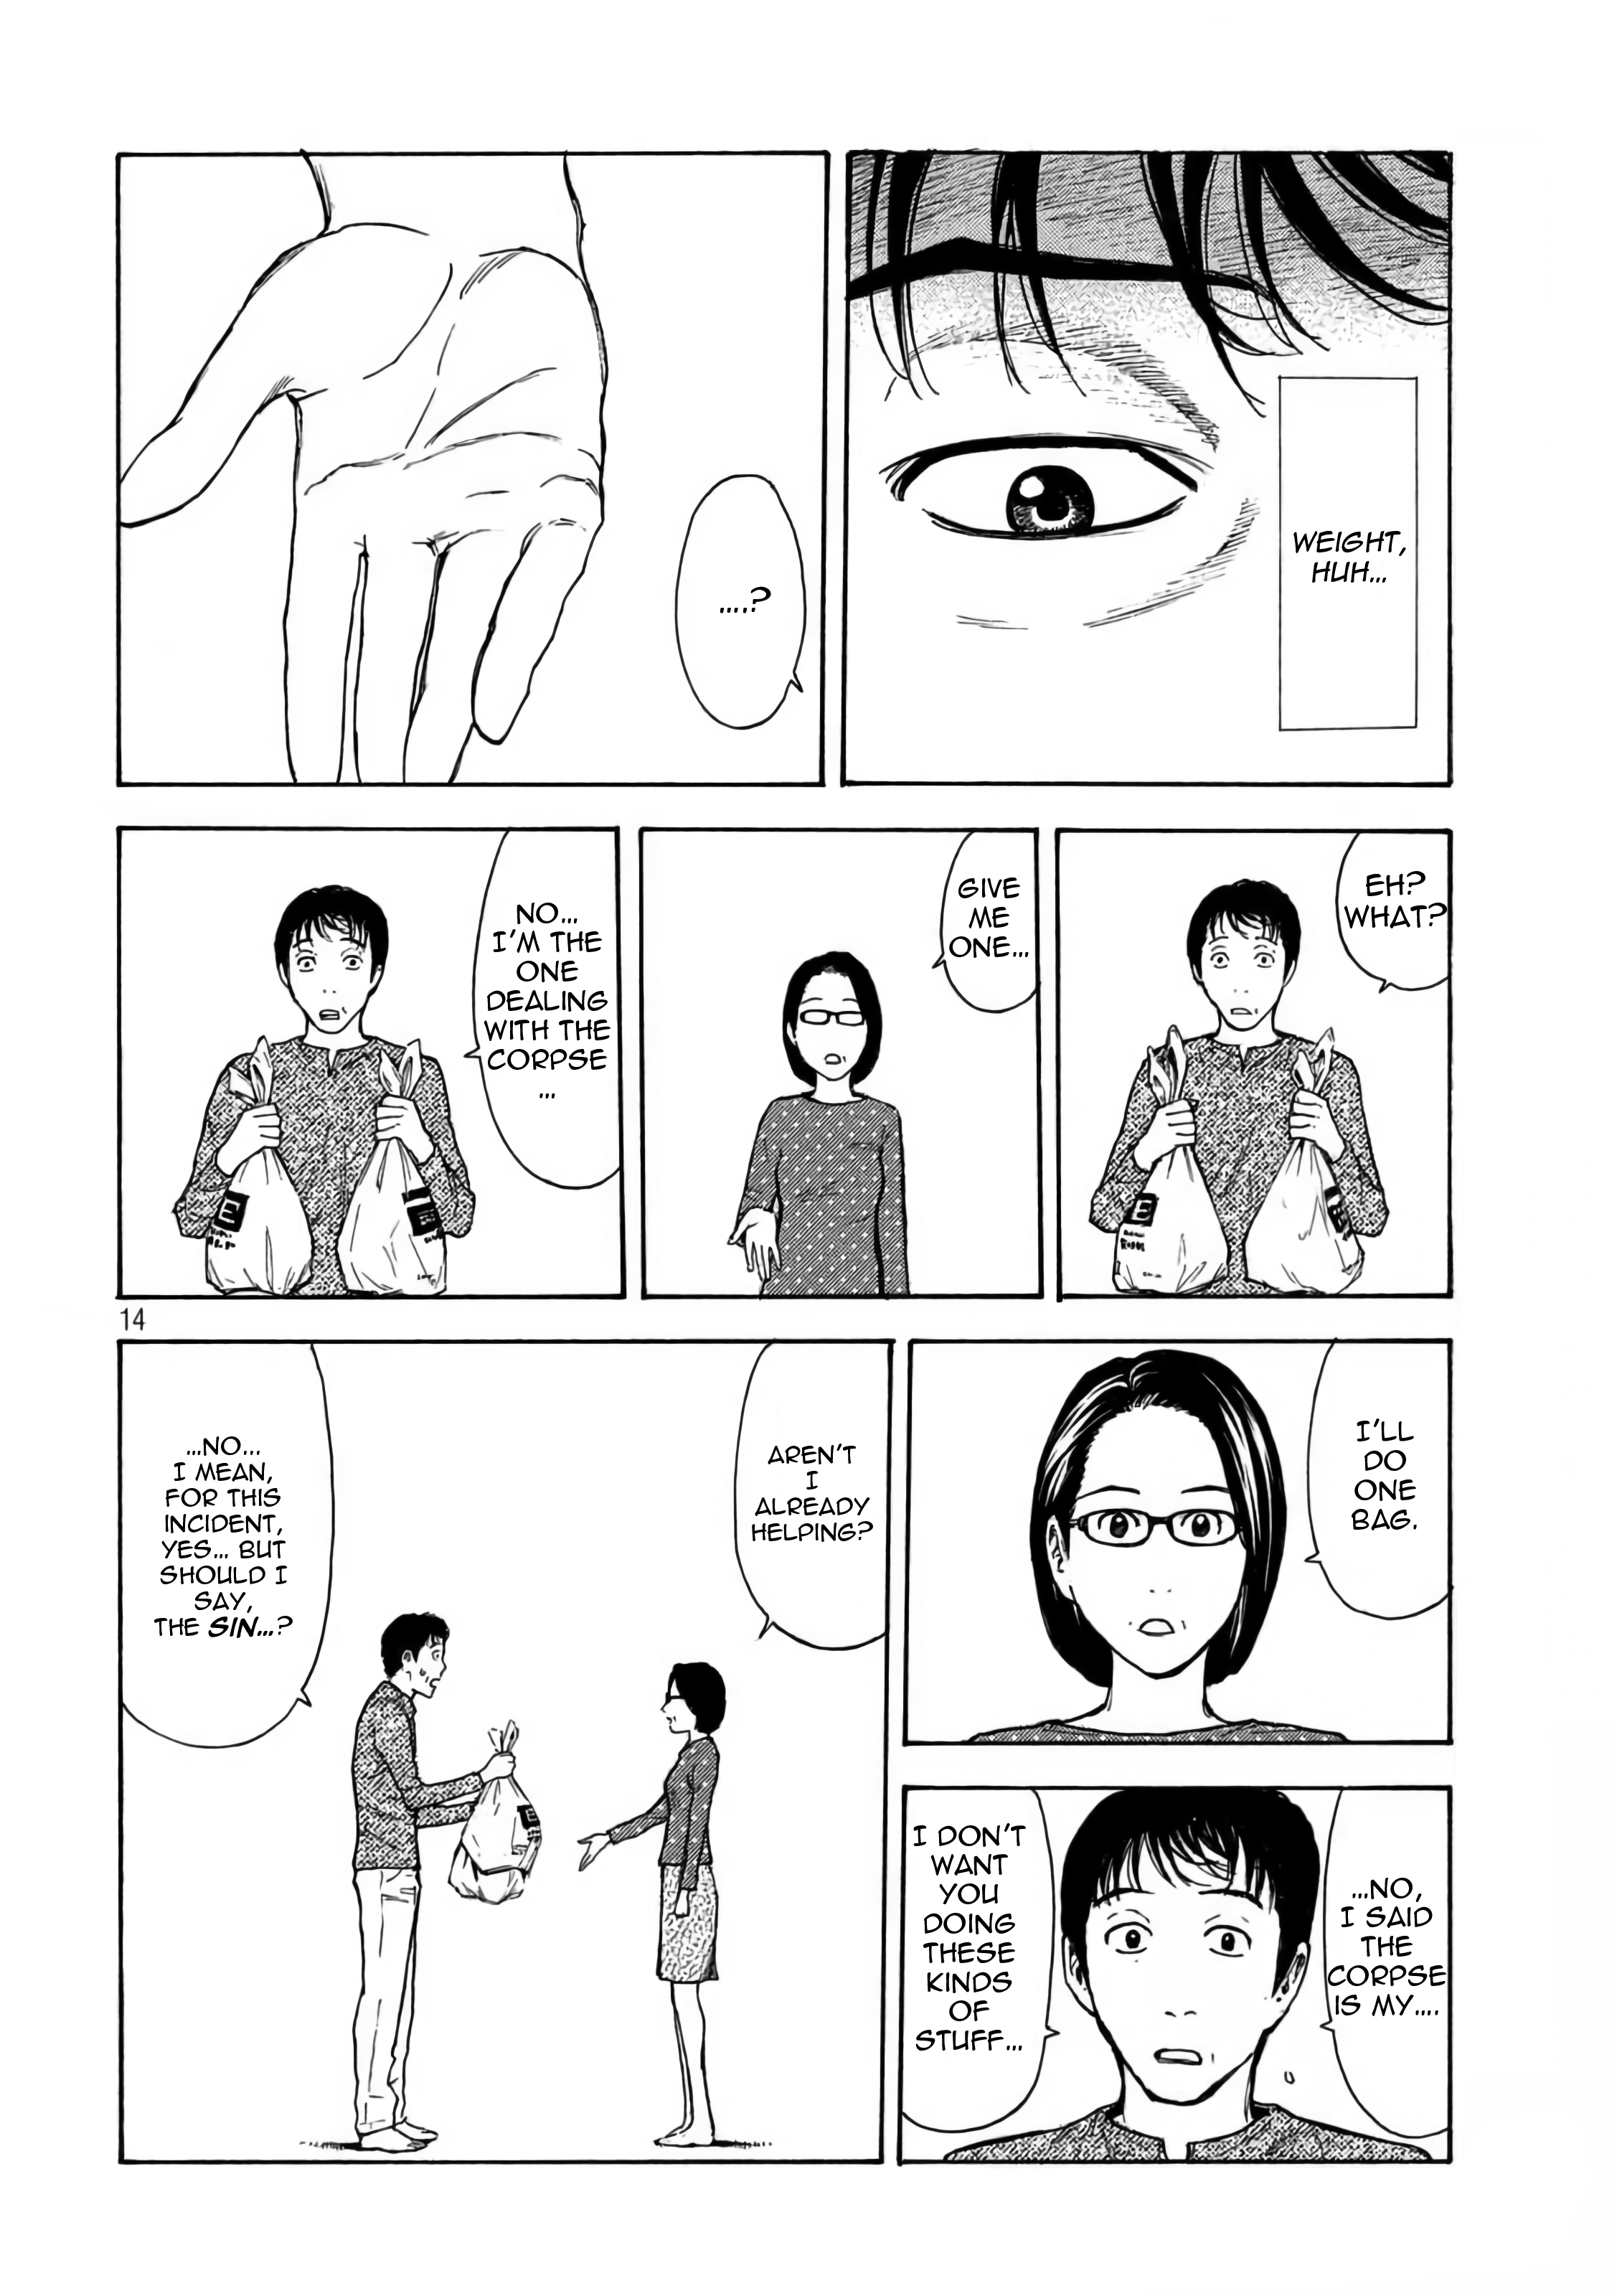 WEIGHT,
HUH...
.....?
EH?
WHAT?
GIVE
ME
ONE...
NO...
I'M THE
ONE
DEALING
WITH THE
CORPSE
...
14
I'LL
DO
ONE
BAG.
...NO,
I SAID
THE
CORPSE
IS MY....
I DON'T
WANT
YOU
DOING
THESE
KINDS
OF
STUFF...
AREN'T
I
ALREADY
HELPING?
...NO...
I MEAN,
FOR THIS
INCIDENT,
YES... BUT
SHOULD I
SAY,
THE SIN...?